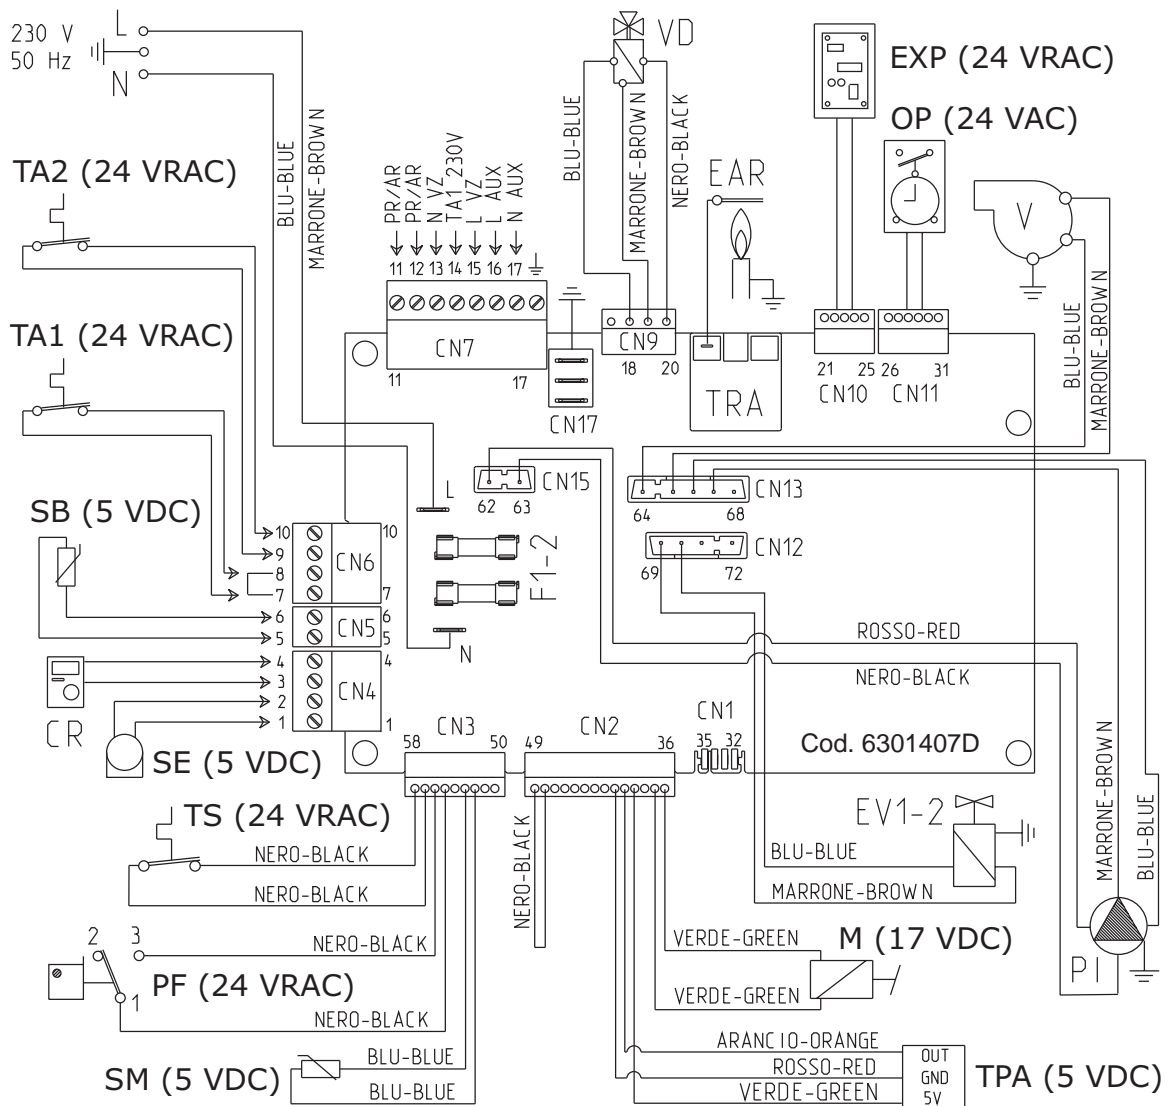 230 V
50 Hz
L
N
TA2 (24 VRAC)
BLU-BLUE
MARRONE-BROWN
PR/AR
PR/AR
N VZ
TA1 230V
L VZ
L AUX
N AUX
11 12 13 14 15 16 17
CN7
11 17
VD
BLU-BLUE
MARRONE-BROWN
NERO-BLACK
CN9
18 20
CN17
EAR
TRA
EXP (24 VRAC)
OP (24 VAC)
21 25 26 31
CN10 CN11
V
BLU-BLUE
MARRONE-BROWN
TA1 (24 VRAC)
SB (5 VDC)
10
9
8
7
CN6
10
7
6
5
CN5
6
5
4
3
2
1
CN4
4
1
CR
SE (5 VDC)
L
F1-2
N
CN15
62 63
CN13
64 68
CN12
69 72
ROSSO-RED
NERO-BLACK
CN3
58 50
CN2
49 36
CN1
35 32
Cod. 6301407D
TS (24 VRAC)
NERO-BLACK
NERO-BLACK
NERO-BLACK
EV1-2
BLU-BLUE
MARRONE-BROWN
MARRONE-BROWN
BLU-BLUE
PI
2 3
1
PF (24 VRAC)
NERO-BLACK
NERO-BLACK
VERDE-GREEN
M (17 VDC)
VERDE-GREEN
SM (5 VDC)
BLU-BLUE
BLU-BLUE
ARANCIO-ORANGE
ROSSO-RED
VERDE-GREEN
OUT
GND
5V
TPA (5 VDC)